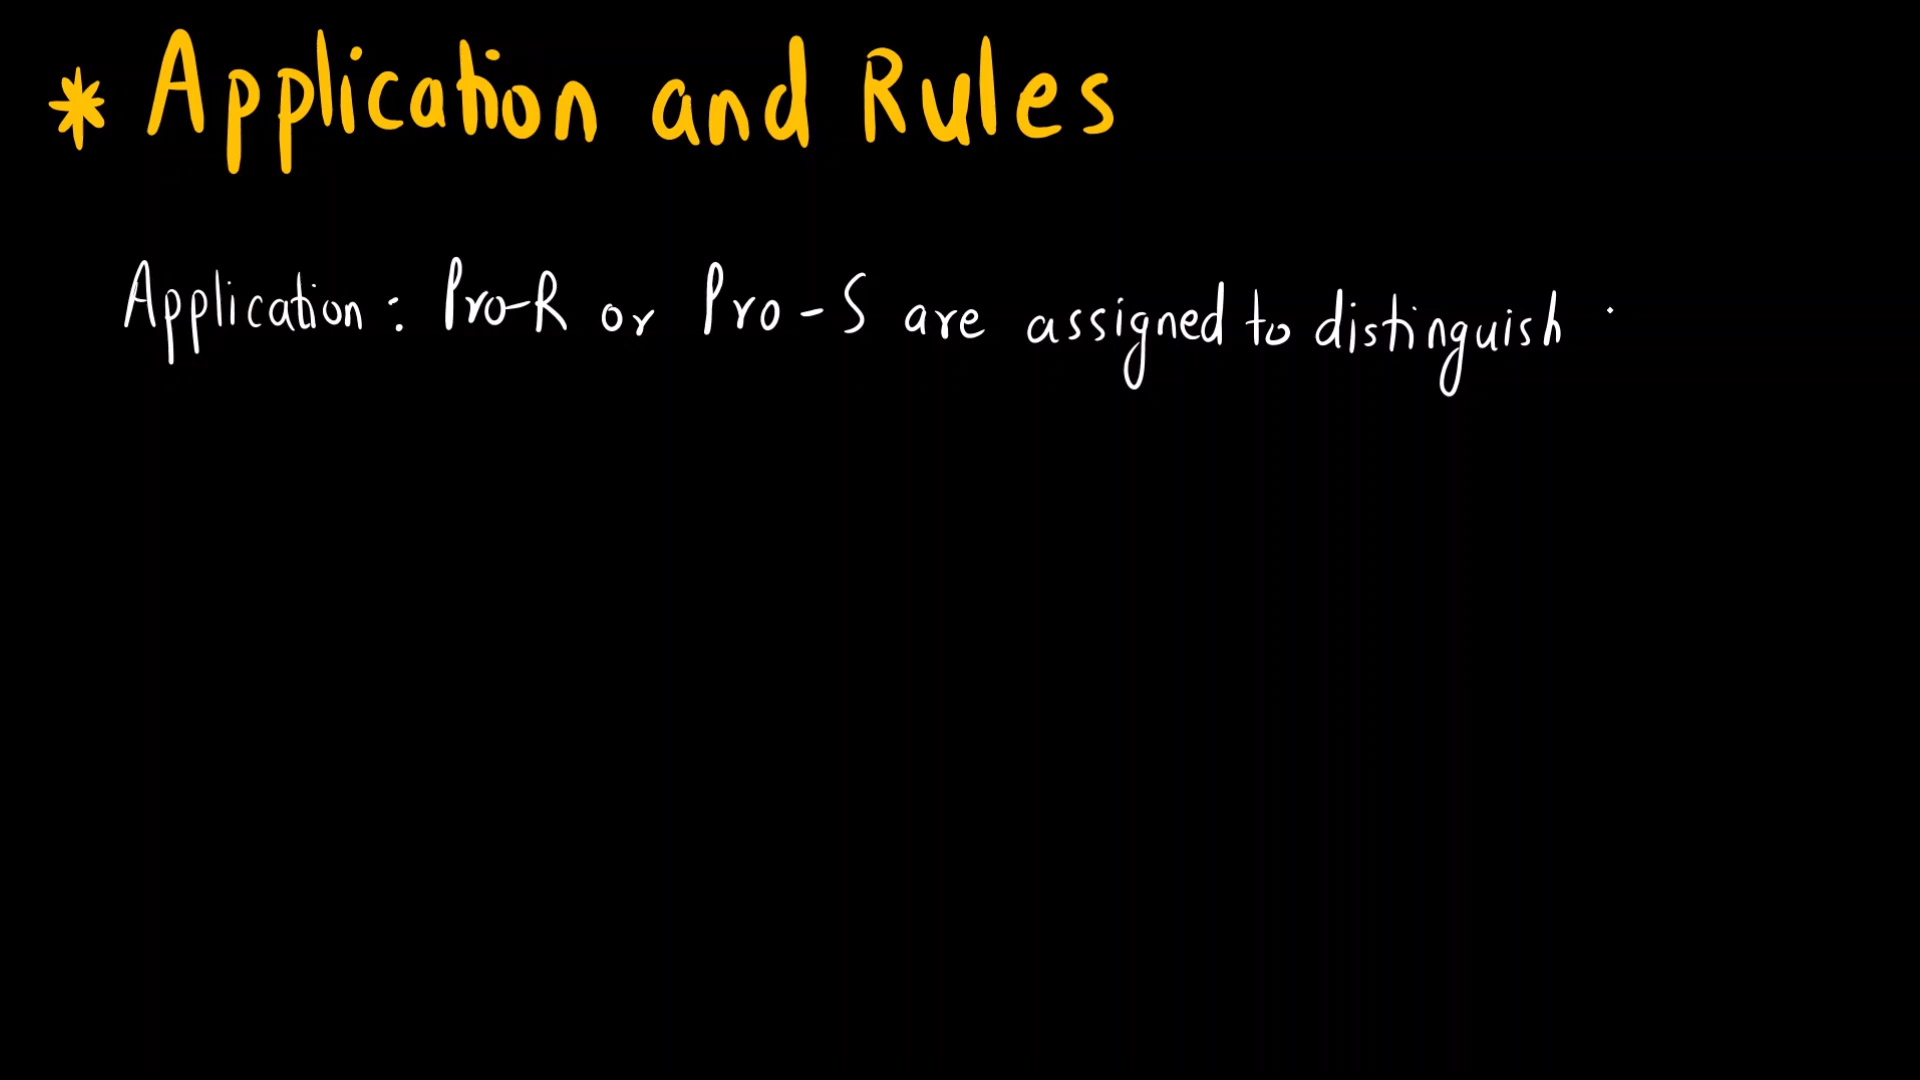 * Application and Rules
Application : Pro-R or Pro-S are assigned to distinguish